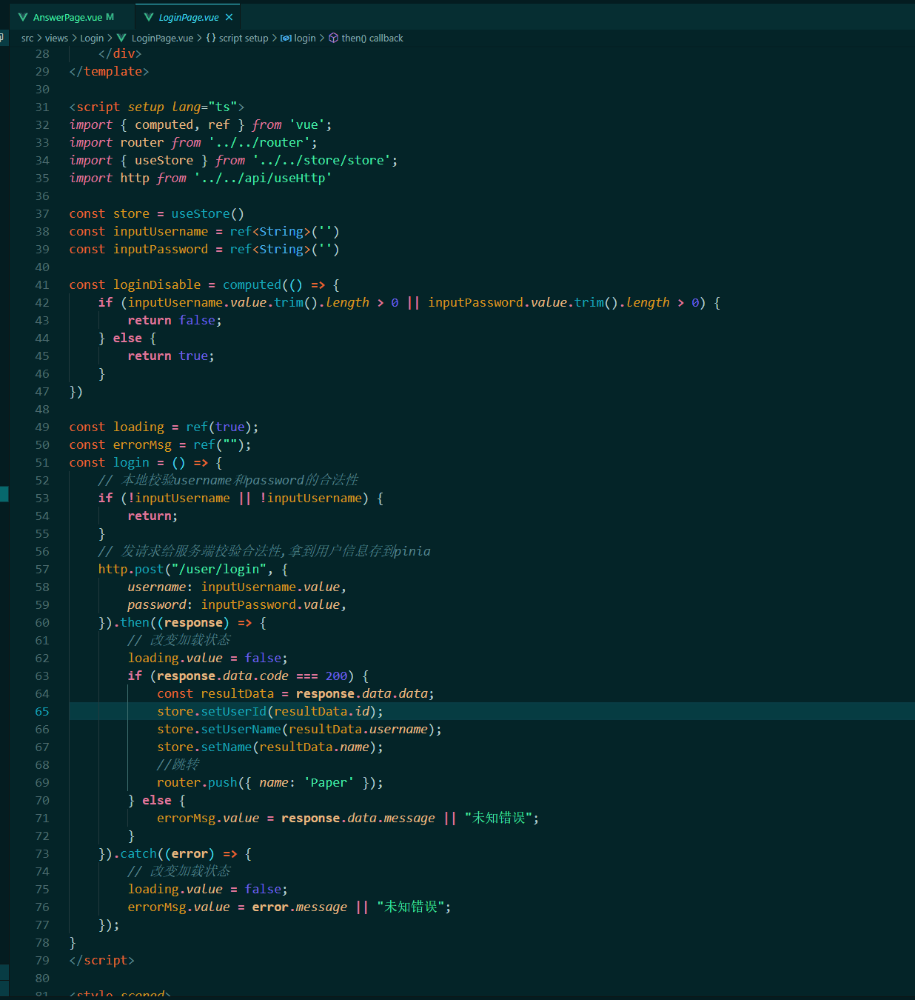 AnswerPage.vue M LoginPage.vue ×
src > views > Login > LoginPage.vue > {} script setup > login > then() callback
28 </div>
29 </template>
30
31 <script setup lang="ts">
32 import { computed, ref } from 'vue';
33 import router from '../../router';
34 import { useStore } from '../../store/store';
35 import http from '../../api/useHttp'
36
37 const store = useStore()
38 const inputUsername = ref<String>('')
39 const inputPassword = ref<String>('')
40
41 const loginDisable = computed(() => {
42 if (inputUsername.value.trim().length > 0 || inputPassword.value.trim().length > 0) {
43 return false;
44 } else {
45 return true;
46 }
47 })
48
49 const loading = ref(true);
50 const errorMsg = ref("");
51 const login = () => {
52 // 本地校验username和password的合法性
53 if (!inputUsername || !inputUsername) {
54 return;
55 }
56 // 发请求给服务端校验合法性,拿到用户信息存到pinia
57 http.post("/user/login", {
58 username: inputUsername.value,
59 password: inputPassword.value,
60 }).then((response) => {
61 // 改变加载状态
62 loading.value = false;
63 if (response.data.code === 200) {
64 const resultData = response.data.data;
65 store.setUserId(resultData.id);
66 store.setUserName(resultData.username);
67 store.setName(resultData.name);
68 //跳转
69 router.push({ name: 'Paper' });
70 } else {
71 errorMsg.value = response.data.message || "未知错误";
72 }
73 }).catch((error) => {
74 // 改变加载状态
75 loading.value = false;
76 errorMsg.value = error.message || "未知错误";
77 });
78 }
79 </script>
80
81 <style scoped>